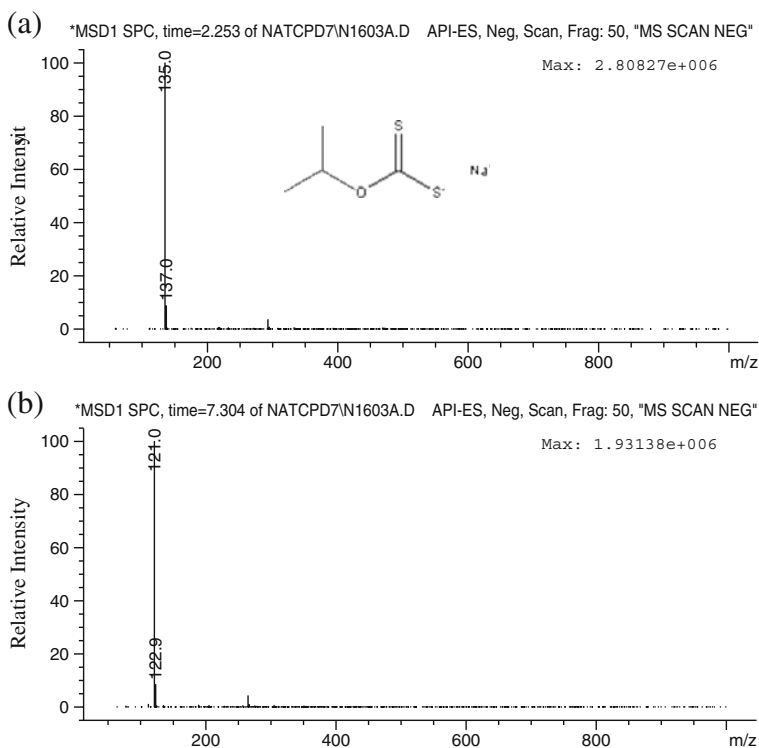 (a)
*MSD1 SPC, time=2.253 of NATCPD7\N1603A.D API-ES, Neg, Scan, Frag: 50, "MS SCAN NEG"
Max: 2.80827e+006
Relative Intensit
100
80
60
40
20
0
135.0
137.0
S
O
S-
Na+
200
400
600
800
m/z
(b)
*MSD1 SPC, time=7.304 of NATCPD7\N1603A.D API-ES, Neg, Scan, Frag: 50, "MS SCAN NEG"
Max: 1.93138e+006
Relative Intensity
100
80
60
40
20
0
121.0
122.9
200
400
600
800
m/z